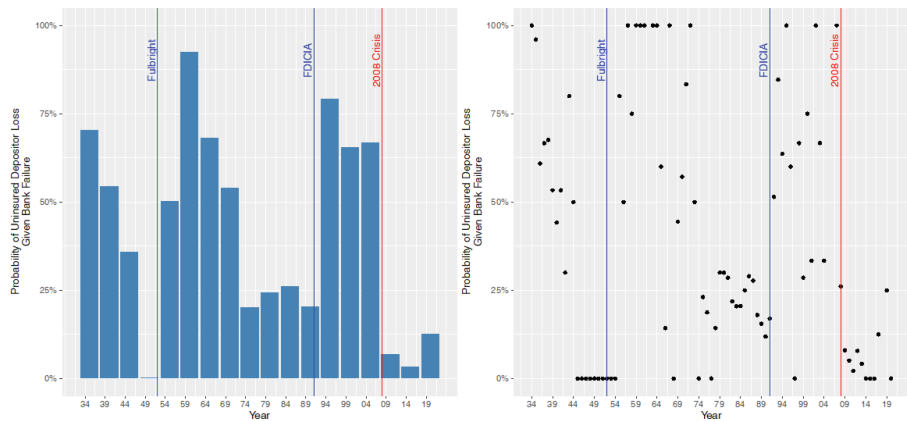 Probability of Uninsured Depositor Loss
Given Bank Failure
100%
75%
50%
25%
0%
Fulbright
FDICIA
2008 Crisis
34 39 44 49 54 59 64 69 74 79 84 89 94 99 04 09 14 19
Year
Probability of Uninsured Depositor Loss
Given Bank Failure
100%
75%
50%
25%
0%
Fulbright
FDICIA
2008 Crisis
34 39 44 49 54 59 64 69 74 79 84 89 94 99 04 09 14 19
Year